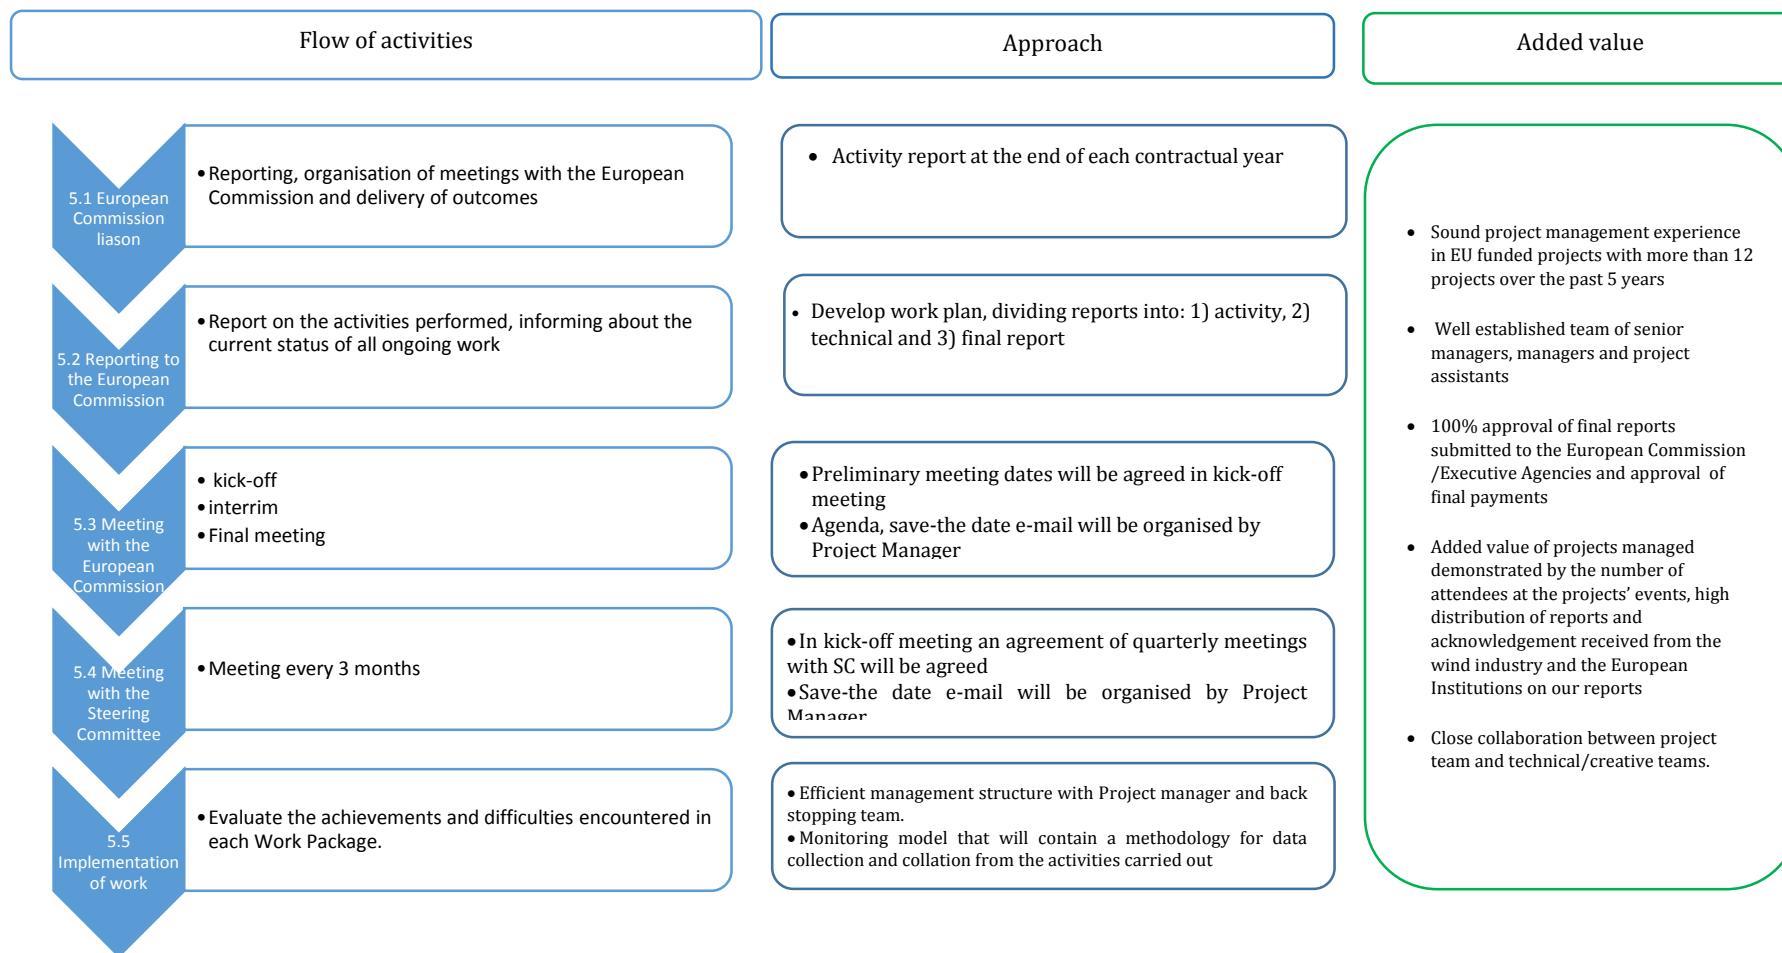 Flow of activities
Approach
Added value
5.1 European
Commission
liason
• Reporting, organisation of meetings with the European
Commission and delivery of outcomes
• Activity report at the end of each contractual year
5.2 Reporting to
the European
Commission
• Report on the activities performed, informing about the
current status of all ongoing work
• Develop work plan, dividing reports into: 1) activity, 2)
technical and 3) final report
5.3 Meeting
with the
European
Commission
• kick-off
• interrim
• Final meeting
• Preliminary meeting dates will be agreed in kick-off
meeting
• Agenda, save-the date e-mail will be organised by
Project Manager
5.4 Meeting
with the
Steering
Committee
• Meeting every 3 months
• In kick-off meeting an agreement of quarterly meetings
with SC will be agreed
• Save-the date e-mail will be organised by Project
Manager
5.5
Implementation
of work
• Evaluate the achievements and difficulties encountered in
each Work Package.
• Efficient management structure with Project manager and back
stopping team.
• Monitoring model that will contain a methodology for data
collection and collation from the activities carried out
• Sound project management experience
in EU funded projects with more than 12
projects over the past 5 years
• Well established team of senior
managers, managers and project
assistants
• 100% approval of final reports
submitted to the European Commission
/Executive Agencies and approval of
final payments
• Added value of projects managed
demonstrated by the number of
attendees at the projects' events, high
distribution of reports and
acknowledgement received from the
wind industry and the European
Institutions on our reports
• Close collaboration between project
team and technical/creative teams.